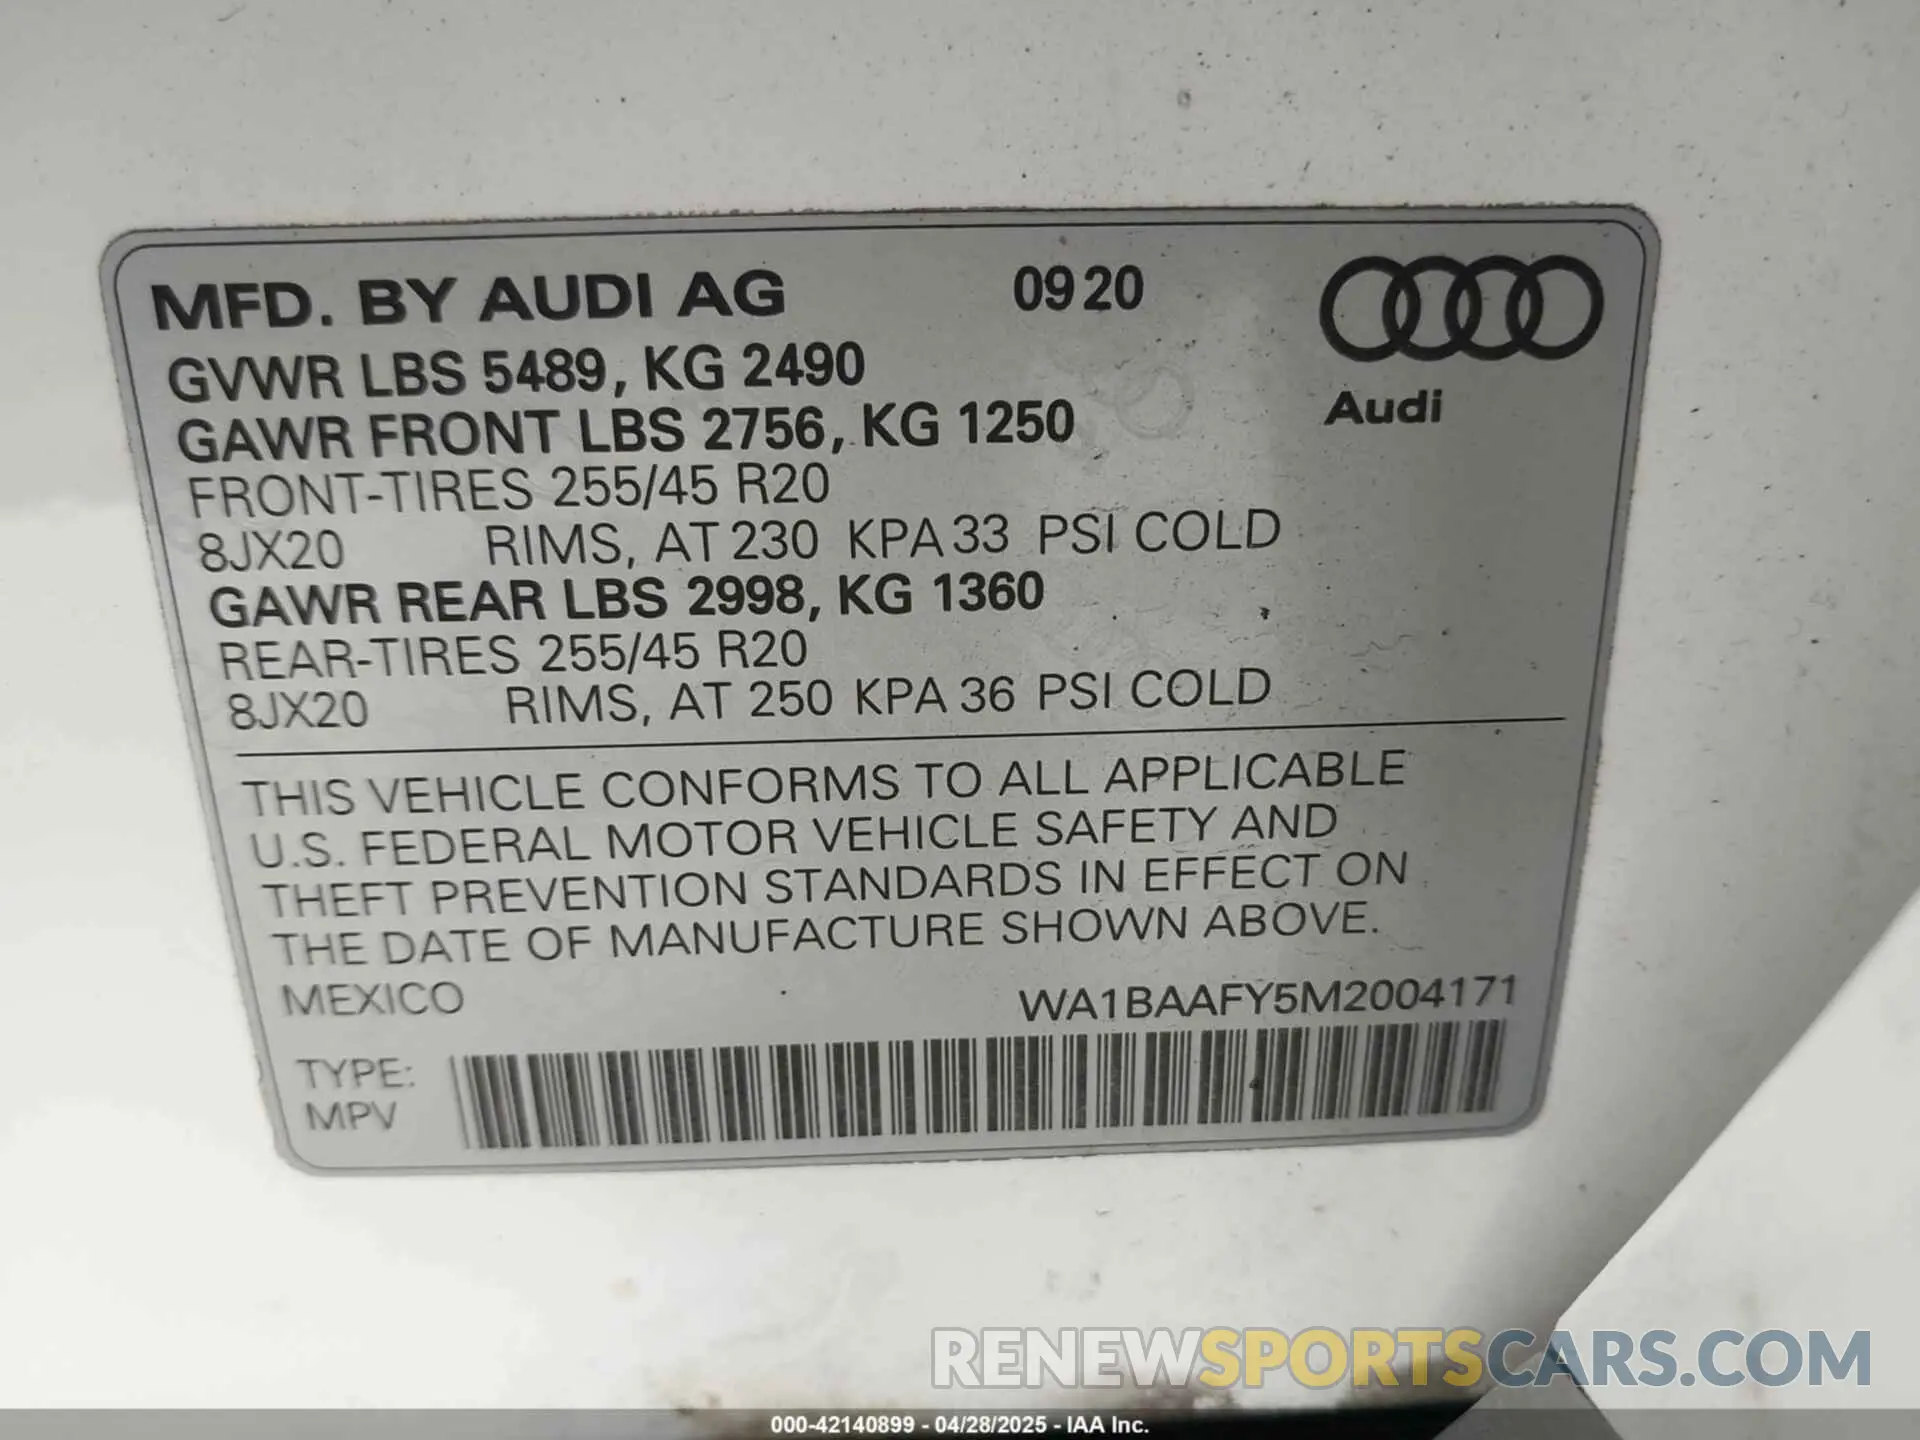 MFD. BY AUDI AG 09 20
GVWR LBS 5489, KG 2490
GAWR FRONT LBS 2756, KG 1250
Audi
FRONT-TIRES 255/45 R20
8JX20 RIMS, AT 230 KPA 33 PSI COLD
GAWR REAR LBS 2998, KG 1360
REAR-TIRES 255/45 R20
8JX20 RIMS, AT 250 KPA 36 PSI COLD
THIS VEHICLE CONFORMS TO ALL APPLICABLE
U.S. FEDERAL MOTOR VEHICLE SAFETY AND
THEFT PREVENTION STANDARDS IN EFFECT ON
THE DATE OF MANUFACTURE SHOWN ABOVE.
MEXICO WA1BAAFY5M2004171
TYPE:
MPV
RENEWSPORTSCARS.COM
000-42140899 - 04/28/2025 - IAA Inc.